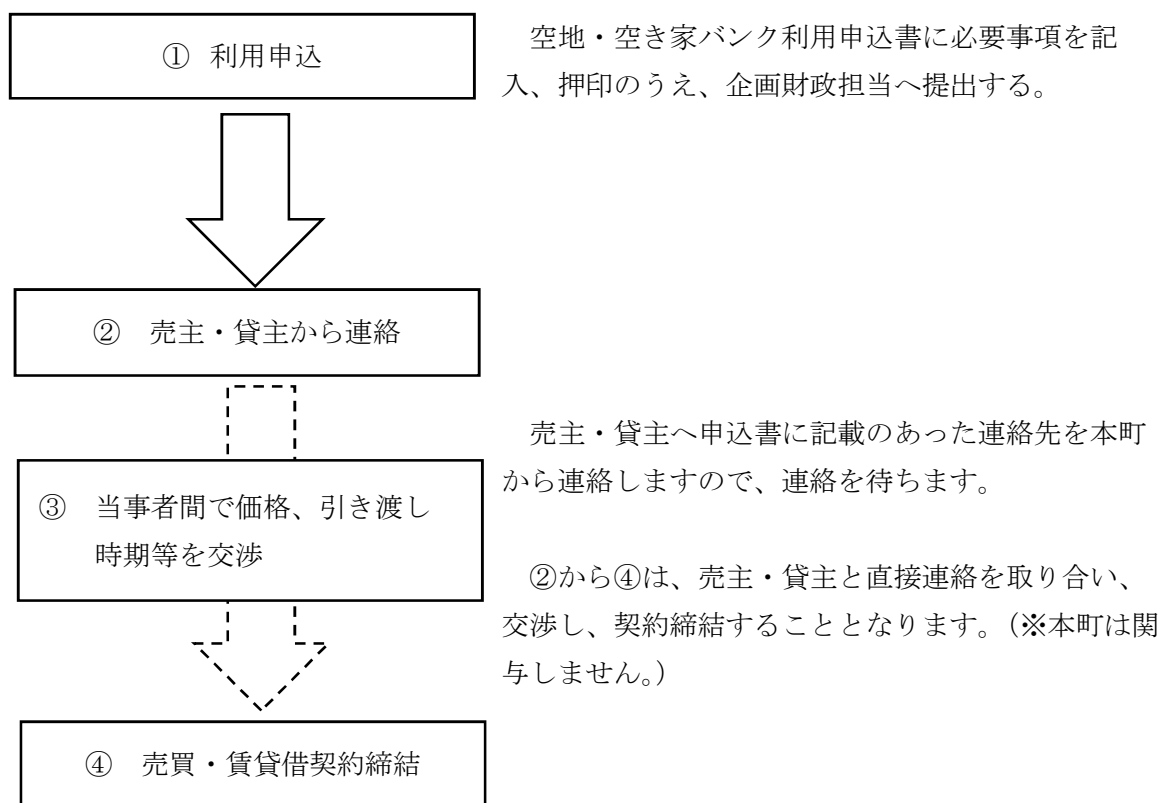 ① 利用申込
空地・空き家バンク利用申込書に必要事項を記
入、押印のうえ、企画財政担当へ提出する。
② 売主・貸主から連絡
売主・貸主へ申込書に記載のあった連絡先を本町
から連絡しますので、連絡を待ちます。
③ 当事者間で価格、引き渡し
時期等を交渉
②から④は、売主・貸主と直接連絡を取り合い、
交渉し、契約締結することとなります。（※本町は関
与しません。）
④ 売買・賃貸借契約締結